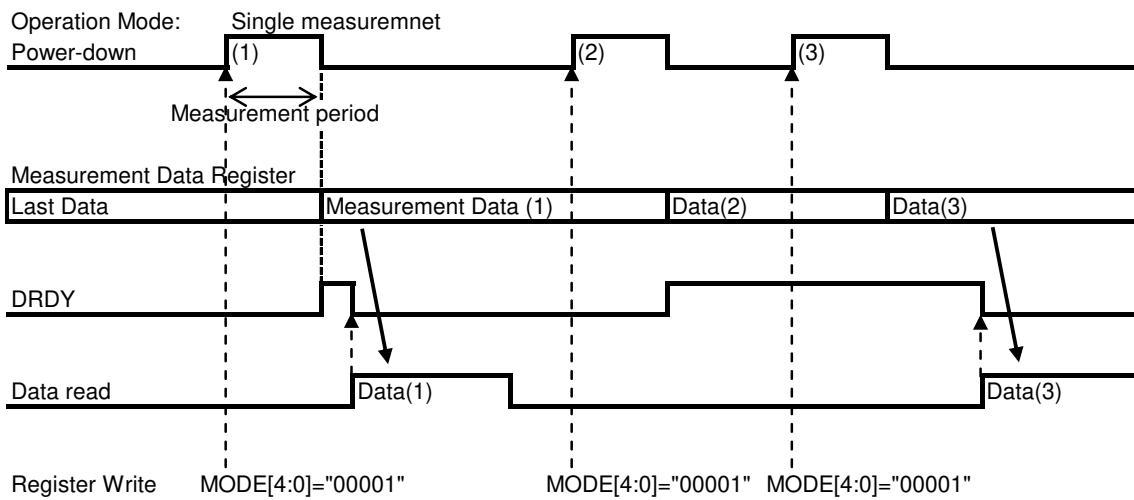 Operation Mode: Single measuremnet
Power-down (1) (2) (3)
Measurement period
Measurement Data Register
Last Data Measurement Data (1) Data(2) Data(3)
DRDY
Data read Data(1) Data(3)
Register Write MODE[4:0]="00001" MODE[4:0]="00001" MODE[4:0]="00001"